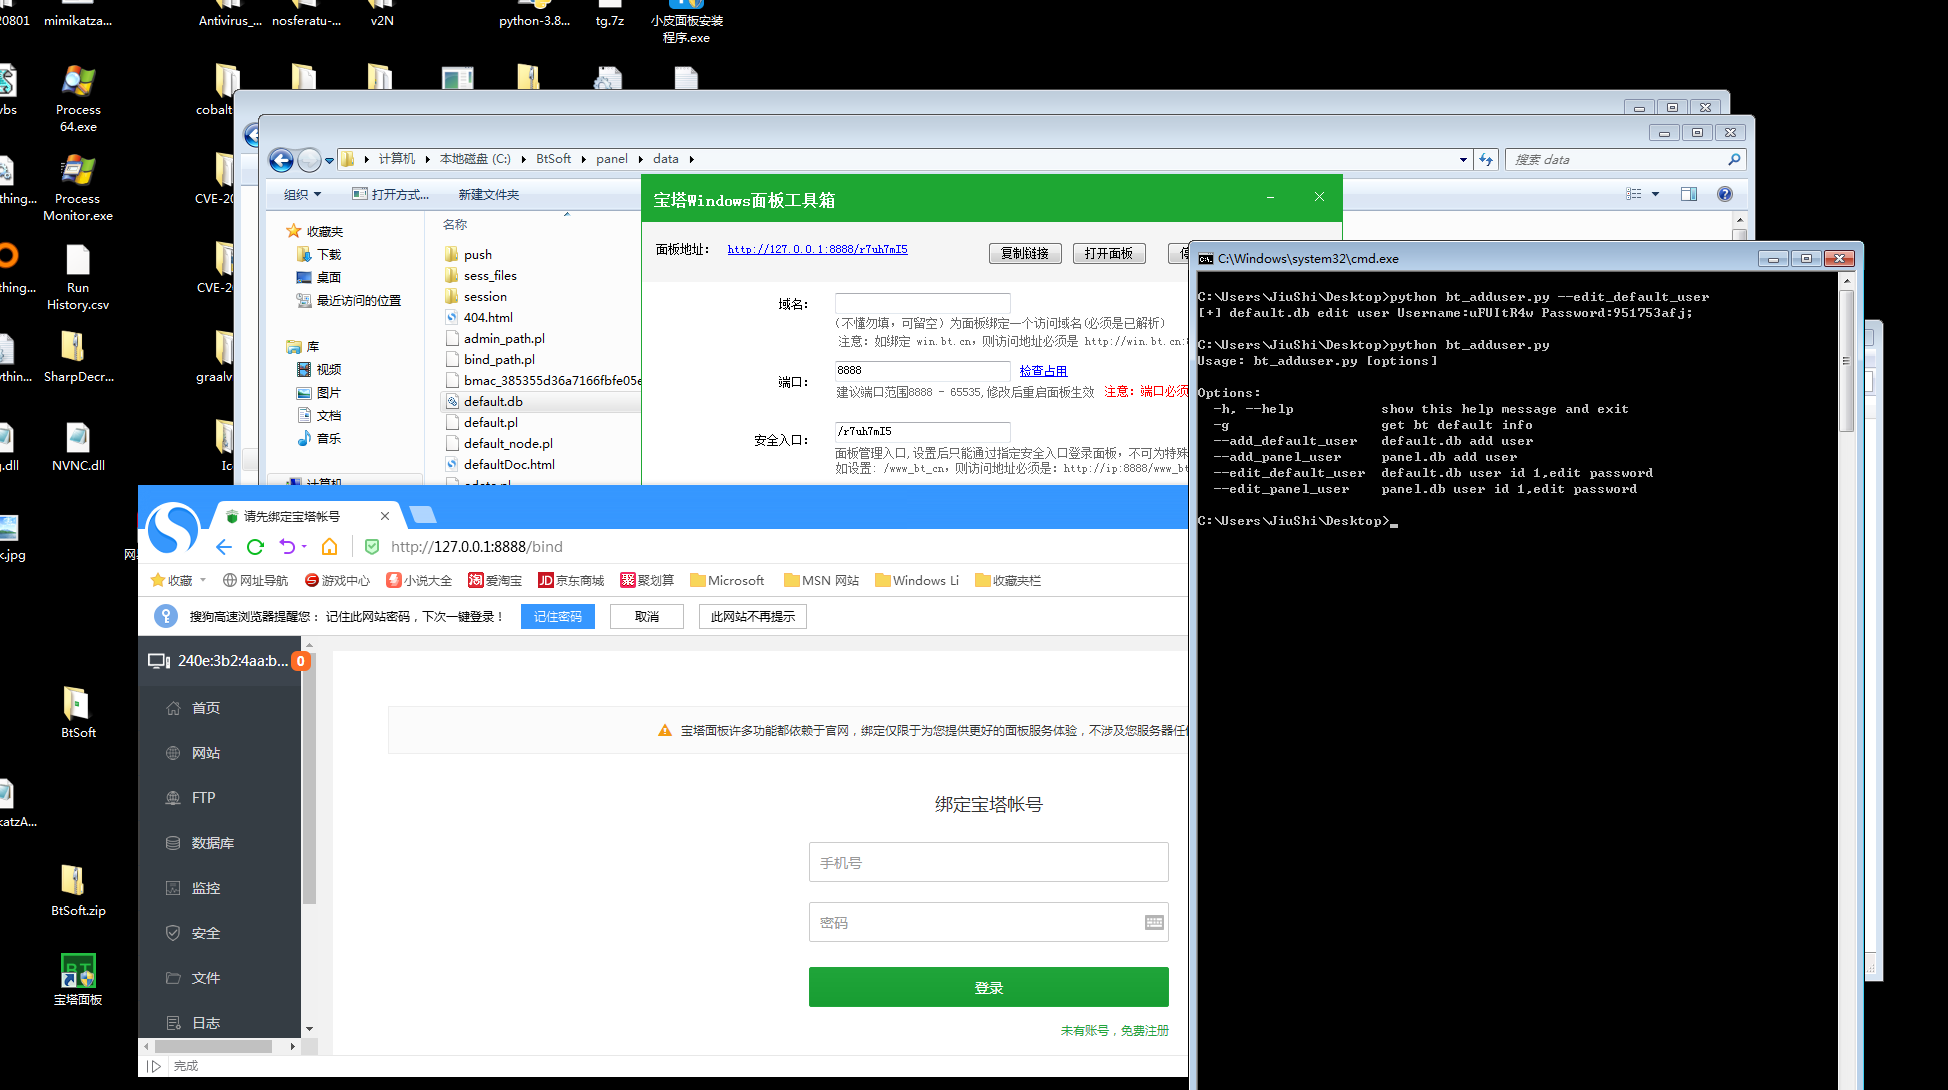 20801
mimikatza...
Antivirus_...
nosferatu-...
v2N
python-3.8...
tg.7z
小皮面板安装
程序.exe
vbs
Process
64.exe
cobalt
thing...
Process
Monitor.exe
CVE-20
thing...
Run
History.csv
CVE-2
ythin...
SharpDecr...
graalv
.dll
NVNC.dll
Ic
k.jpg
BtSoft
katzA...
BtSoft.zip
宝塔面板
计算机
本地磁盘 (C:)
BtSoft
panel
data
搜索 data
组织
打开方式...
新建文件夹
收藏夹
下载
桌面
最近访问的位置
库
视频
图片
文档
音乐
计算机
名称
push
sess_files
session
404.html
admin_path.pl
bind_path.pl
bmac_385355d36a7166fbfe05e
default.db
default.pl
default_node.pl
defaultDoc.html
宝塔Windows面板工具箱
面板地址:
http://127.0.0.1:8888/r7uh7mI5
复制链接
打开面板
域名:
(不懂勿填，可留空) 为面板绑定一个访问域名(必须是已解析)
注意: 如绑定 win.bt.cn，则访问地址必须是 http://win.bt.cn:8
端口:
8888
检查占用
建议端口范围8888 - 65535,修改后重启面板生效
注意: 端口必须
安全入口:
/r7uh7mI5
面板管理入口,设置后只能通过指定安全入口登录面板，不可为特殊
如设置: /www_bt_cn，则访问地址必须是: http://ip:8888/www_bt
C:\Windows\system32\cmd.exe
C:\Users\JiuShi\Desktop>python bt_adduser.py --edit_default_user
[+] default.db edit user Username:uFUItR4w Password:951753afj;
C:\Users\JiuShi\Desktop>python bt_adduser.py
Usage: bt_adduser.py [options]
Options:
-h, --help show this help message and exit
-g get bt default info
--add_default_user default.db add user
--add_panel_user panel.db add user
--edit_default_user default.db user id 1,edit password
--edit_panel_user panel.db user id 1,edit password
C:\Users\JiuShi\Desktop>
请先绑定宝塔帐号
http://127.0.0.1:8888/bind
收藏
网址导航
游戏中心
小说大全
爱淘宝
京东商城
聚划算
Microsoft
MSN 网站
Windows Li
收藏夹栏
搜狗高速浏览器提醒您： 记住此网站密码，下次一键登录！
记住密码
取消
此网站不再提示
240e:3b2:4aa:b...
0
首页
网站
FTP
数据库
监控
安全
文件
日志
宝塔面板许多功能都依赖于官网，绑定仅限于为您提供更好的面板服务体验，不涉及您服务器任
绑定宝塔帐号
手机号
密码
登录
未有账号，免费注册
完成